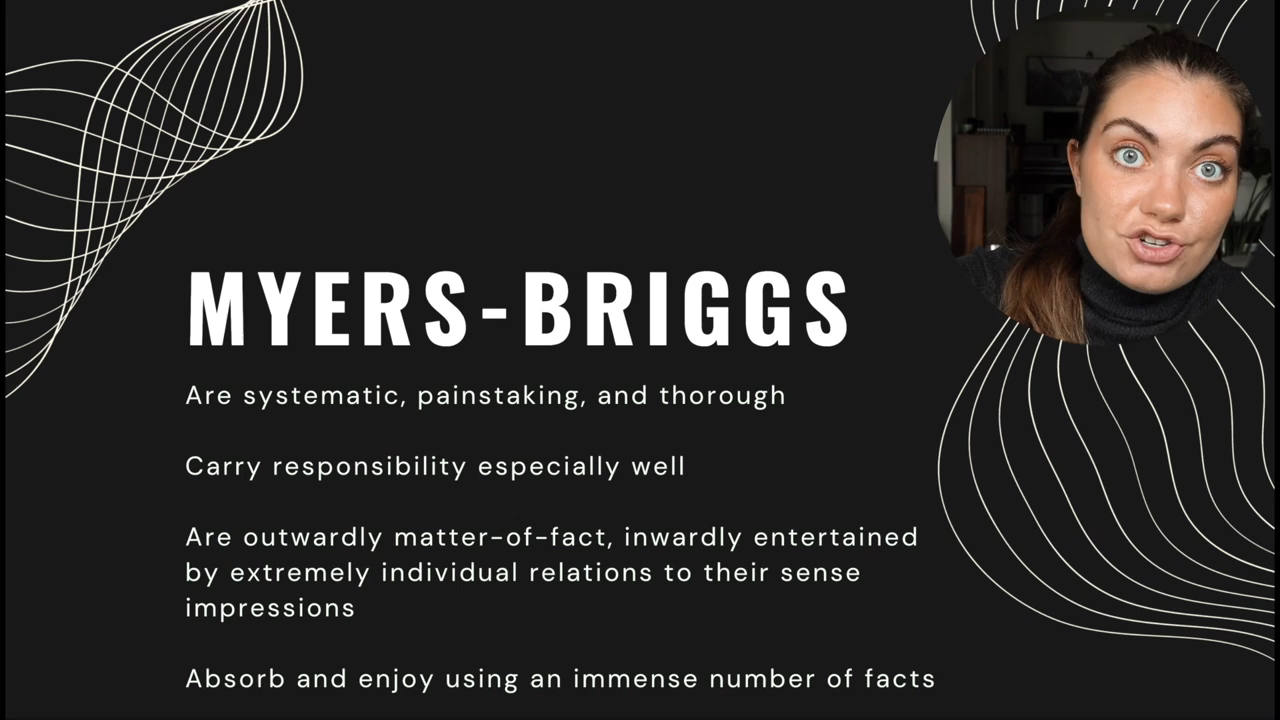 MYERS-BRIGGS
Are systematic, painstaking, and thorough
Carry responsibility especially well
Are outwardly matter-of-fact, inwardly entertained
by extremely individual relations to their sense
impressions
Absorb and enjoy using an immense number of facts